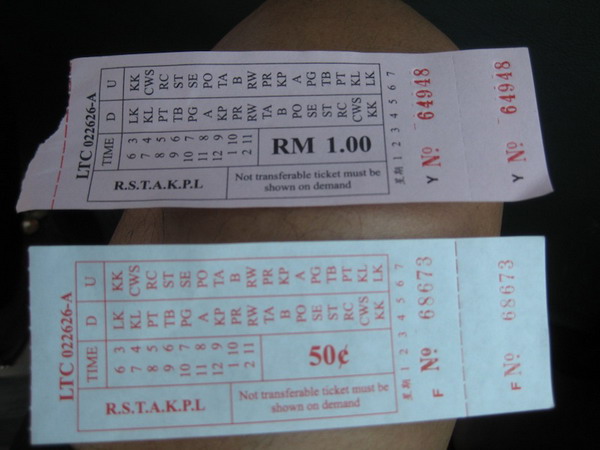 LTC 022626-A
U KK CWS RC ST SE PO TA B RW PR KP A PG TB PT KL LK
D LK KL PT TB PG A KP PR RW TA B PO SE ST RC CWS KK
TIME 6 3 7 4 8 5 9 6 10 7 11 8 12 9 1 10 2 11
RM 1.00
R.S.T.A.K.P.L
Not transferable ticket must be
shown on demand
星期 1 2 3 4 5 6 7
Y Nº 64948
Y Nº 64948
LTC 022626-A
U KK CWS RC ST SE PO TA B RW PR KP A PG TB PT KL LK
D LK KL PT TB PG A KP PR RW TA B PO SE ST RC CWS KK
TIME 6 3 7 4 8 5 9 6 10 7 11 8 12 9 1 10 2 11
50¢
R.S.T.A.K.P.L
Not transferable ticket must be
shown on demand
星期 1 2 3 4 5 6 7
F Nº 68673
F Nº 68673